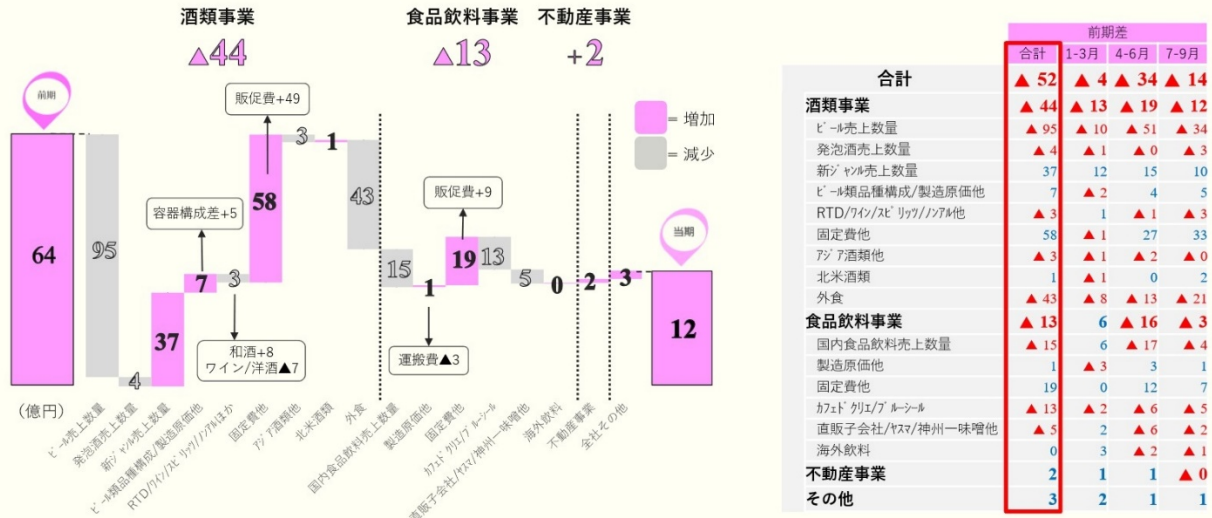 酒類事業
▲44
食品飲料事業
▲13
不動産事業
+2
前期
販促費+49
= 増加
= 減少
容器構成差+5
販促費+9
当期
64
95
4
37
7
3
58
3
1
43
15
1
19
13
5
0
2
3
12
和酒+8
ワイン/洋酒▲7
運搬費▲3
(億円)
ビール売上数量
発泡酒売上数量
新ジャンル売上数量
ビール類品種構成/製造原価他
RTD/ワイン/スピリッツ/ノンアルほか
固定費他
アジア酒類他
北米酒類
外食
国内食品飲料売上数量
製造原価他
固定費他
カフェドクリエ/ブルーシール
直販子会社/ヤスマ/神州一味噌他
海外飲料
不動産事業
全社その他
前期差
合計 1-3月 4-6月 7-9月
合計 ▲ 52 ▲ 4 ▲ 34 ▲ 14
酒類事業 ▲ 44 ▲ 13 ▲ 19 ▲ 12
ビール売上数量 ▲ 95 ▲ 10 ▲ 51 ▲ 34
発泡酒売上数量 ▲ 4 ▲ 1 ▲ 0 ▲ 3
新ジャンル売上数量 37 12 15 10
ビール類品種構成/製造原価他 7 ▲ 2 4 5
RTD/ワイン/スピリッツ/ノンアル他 ▲ 3 1 ▲ 1 ▲ 3
固定費他 58 ▲ 1 27 33
アジア酒類他 ▲ 3 ▲ 1 ▲ 2 ▲ 0
北米酒類 1 ▲ 1 0 2
外食 ▲ 43 ▲ 8 ▲ 13 ▲ 21
食品飲料事業 ▲ 13 6 ▲ 16 ▲ 3
国内食品飲料売上数量 ▲ 15 6 ▲ 17 ▲ 4
製造原価他 1 ▲ 3 3 1
固定費他 19 0 12 7
カフェドクリエ/ブルーシール ▲ 13 ▲ 2 ▲ 6 ▲ 5
直販子会社/ヤスマ/神州一味噌他 ▲ 5 2 ▲ 6 ▲ 2
海外飲料 0 3 ▲ 2 ▲ 1
不動産事業 2 1 1 ▲ 0
その他 3 2 1 1